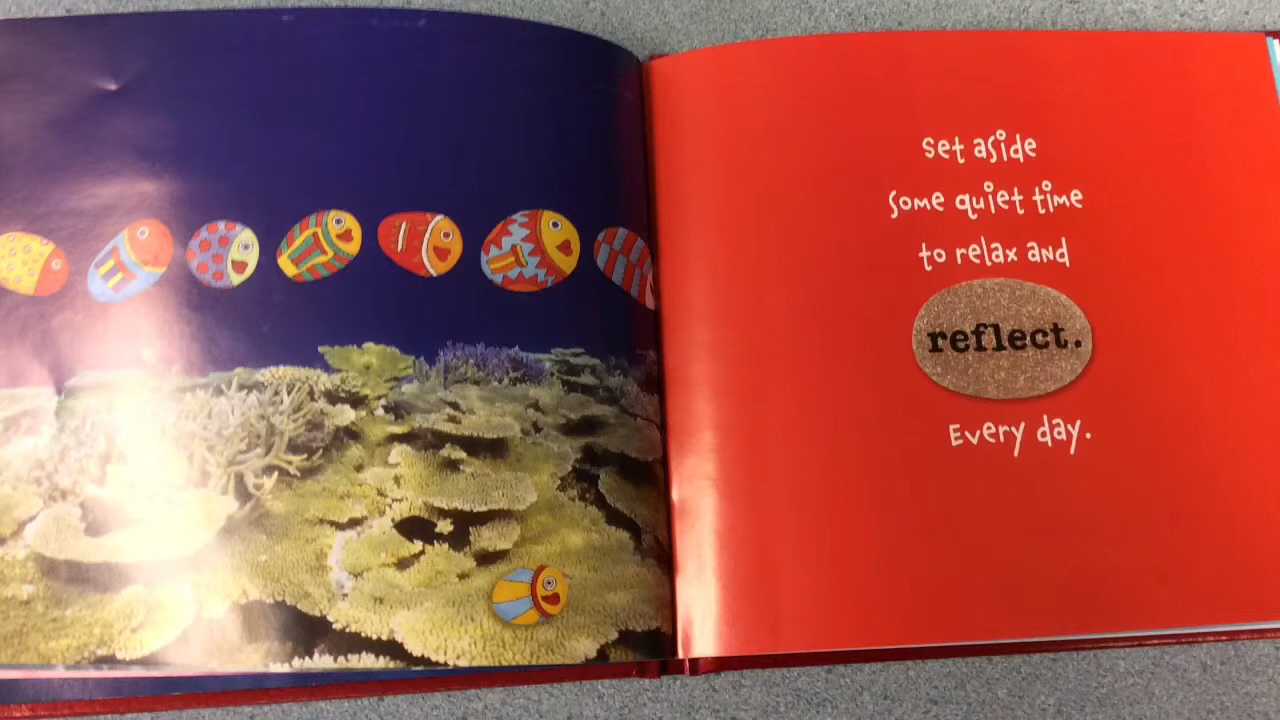 set aside
some quiet time
to relax and
reflect.
Every day.